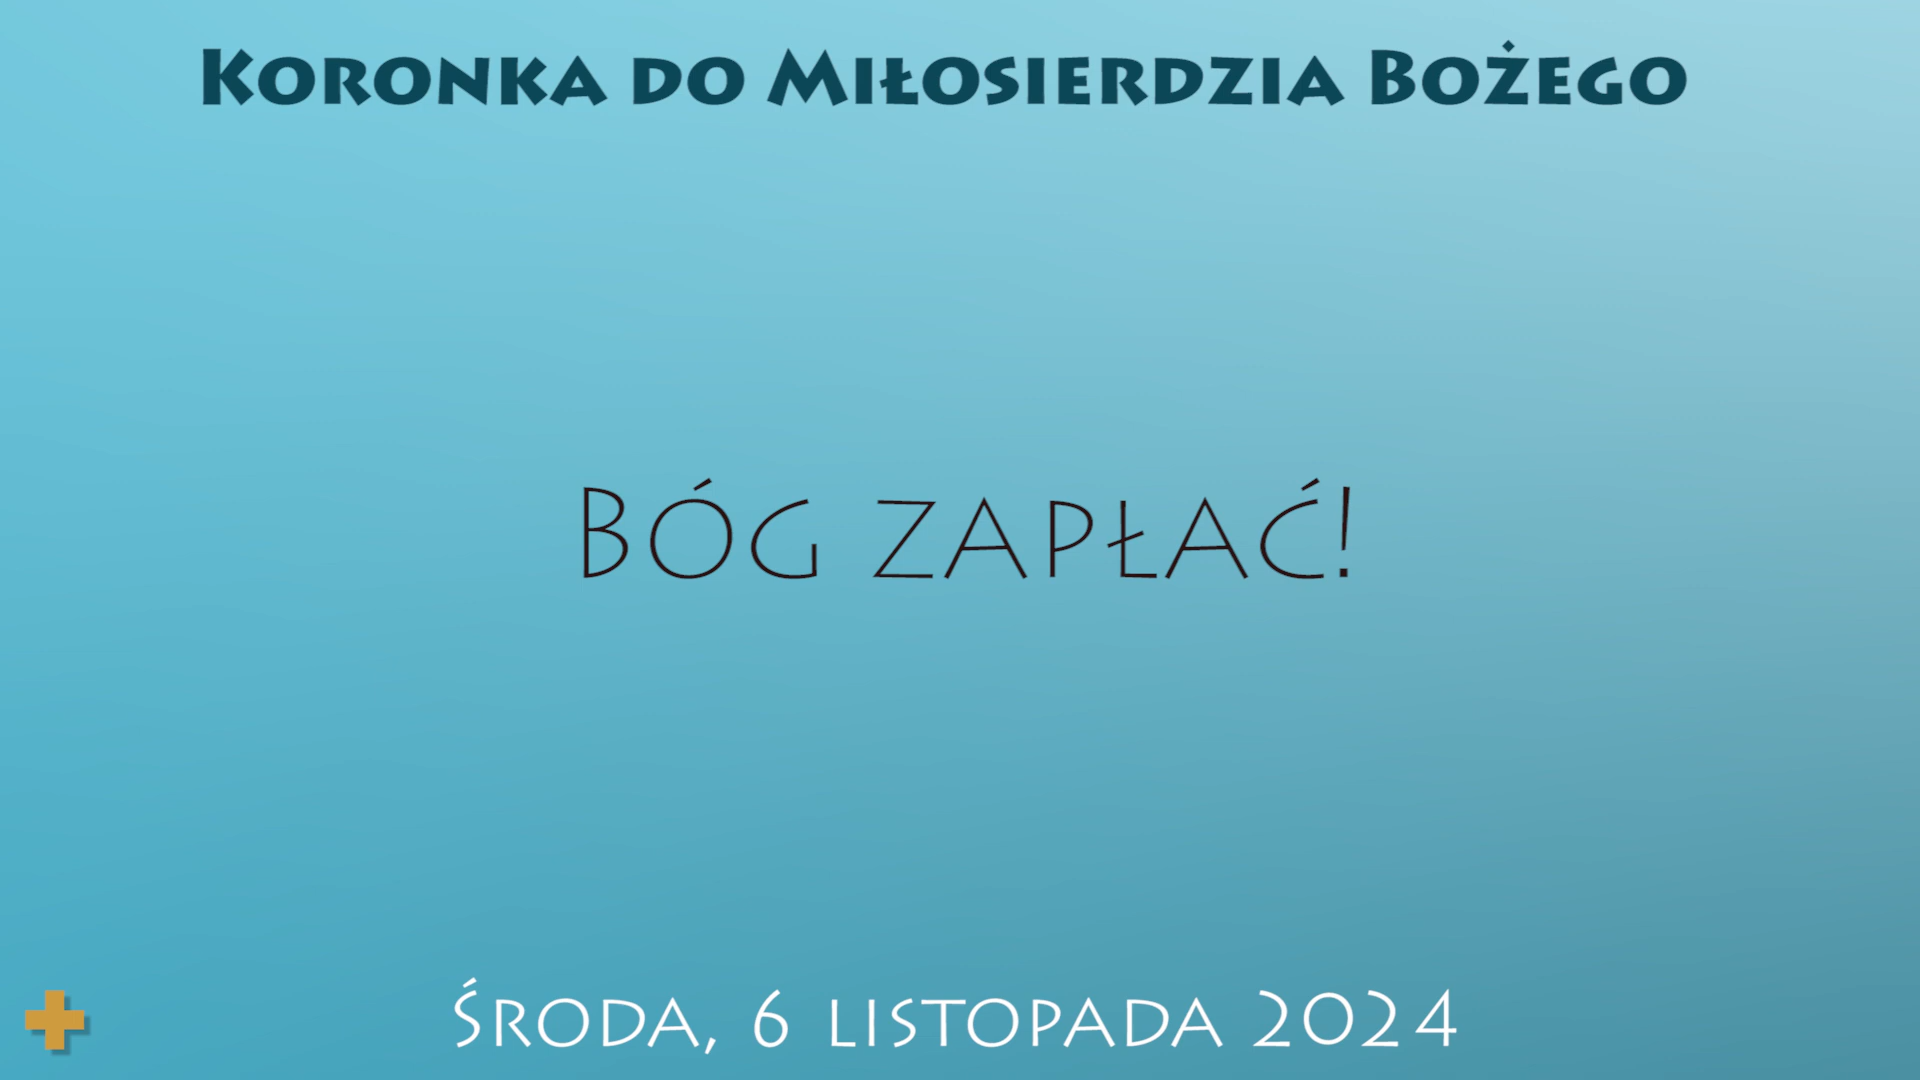 Koronka do Miłosierdzia Bożego
Bóg zapłać!
Środa, 6 listopada 2024